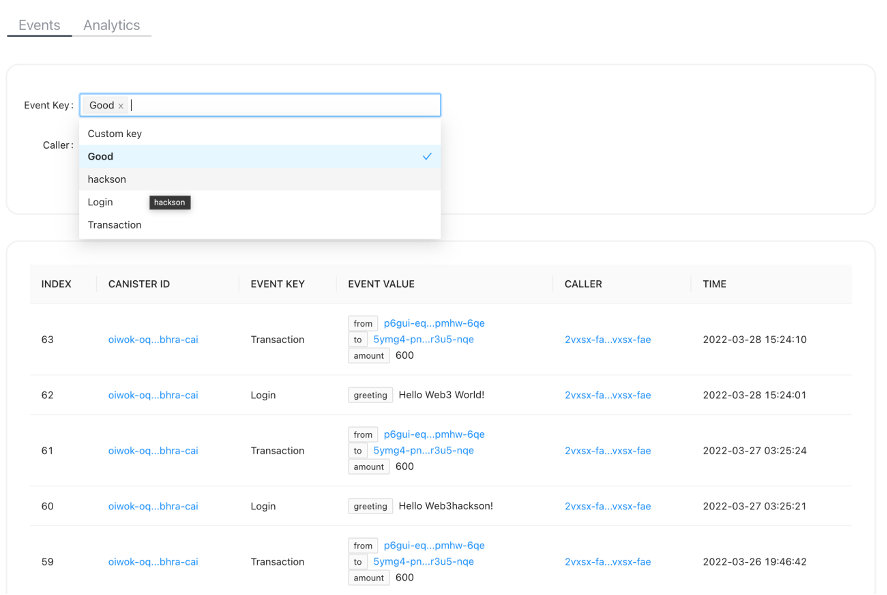 Events Analytics
Event Key: Good x
Custom key
Caller:
Good
hackson
Login hackson
Transaction
INDEX CANISTER ID EVENT KEY EVENT VALUE CALLER TIME
from p6gui-eq...pmhw-6qe
63 oiwok-oq...bhra-cai Transaction to 5ymg4-pn...r3u5-nqe 2vxsx-fa...vxsx-fae 2022-03-28 15:24:10
amount 600
62 oiwok-oq...bhra-cai Login greeting Hello Web3 World! 2vxsx-fa...vxsx-fae 2022-03-28 15:24:01
from p6gui-eq...pmhw-6qe
61 oiwok-oq...bhra-cai Transaction to 5ymg4-pn...r3u5-nqe 2vxsx-fa...vxsx-fae 2022-03-27 03:25:24
amount 600
60 oiwok-oq...bhra-cai Login greeting Hello Web3hackson! 2vxsx-fa...vxsx-fae 2022-03-27 03:25:21
from p6gui-eq...pmhw-6qe
59 oiwok-oq...bhra-cai Transaction to 5ymg4-pn...r3u5-nqe 2vxsx-fa...vxsx-fae 2022-03-26 19:46:42
amount 600